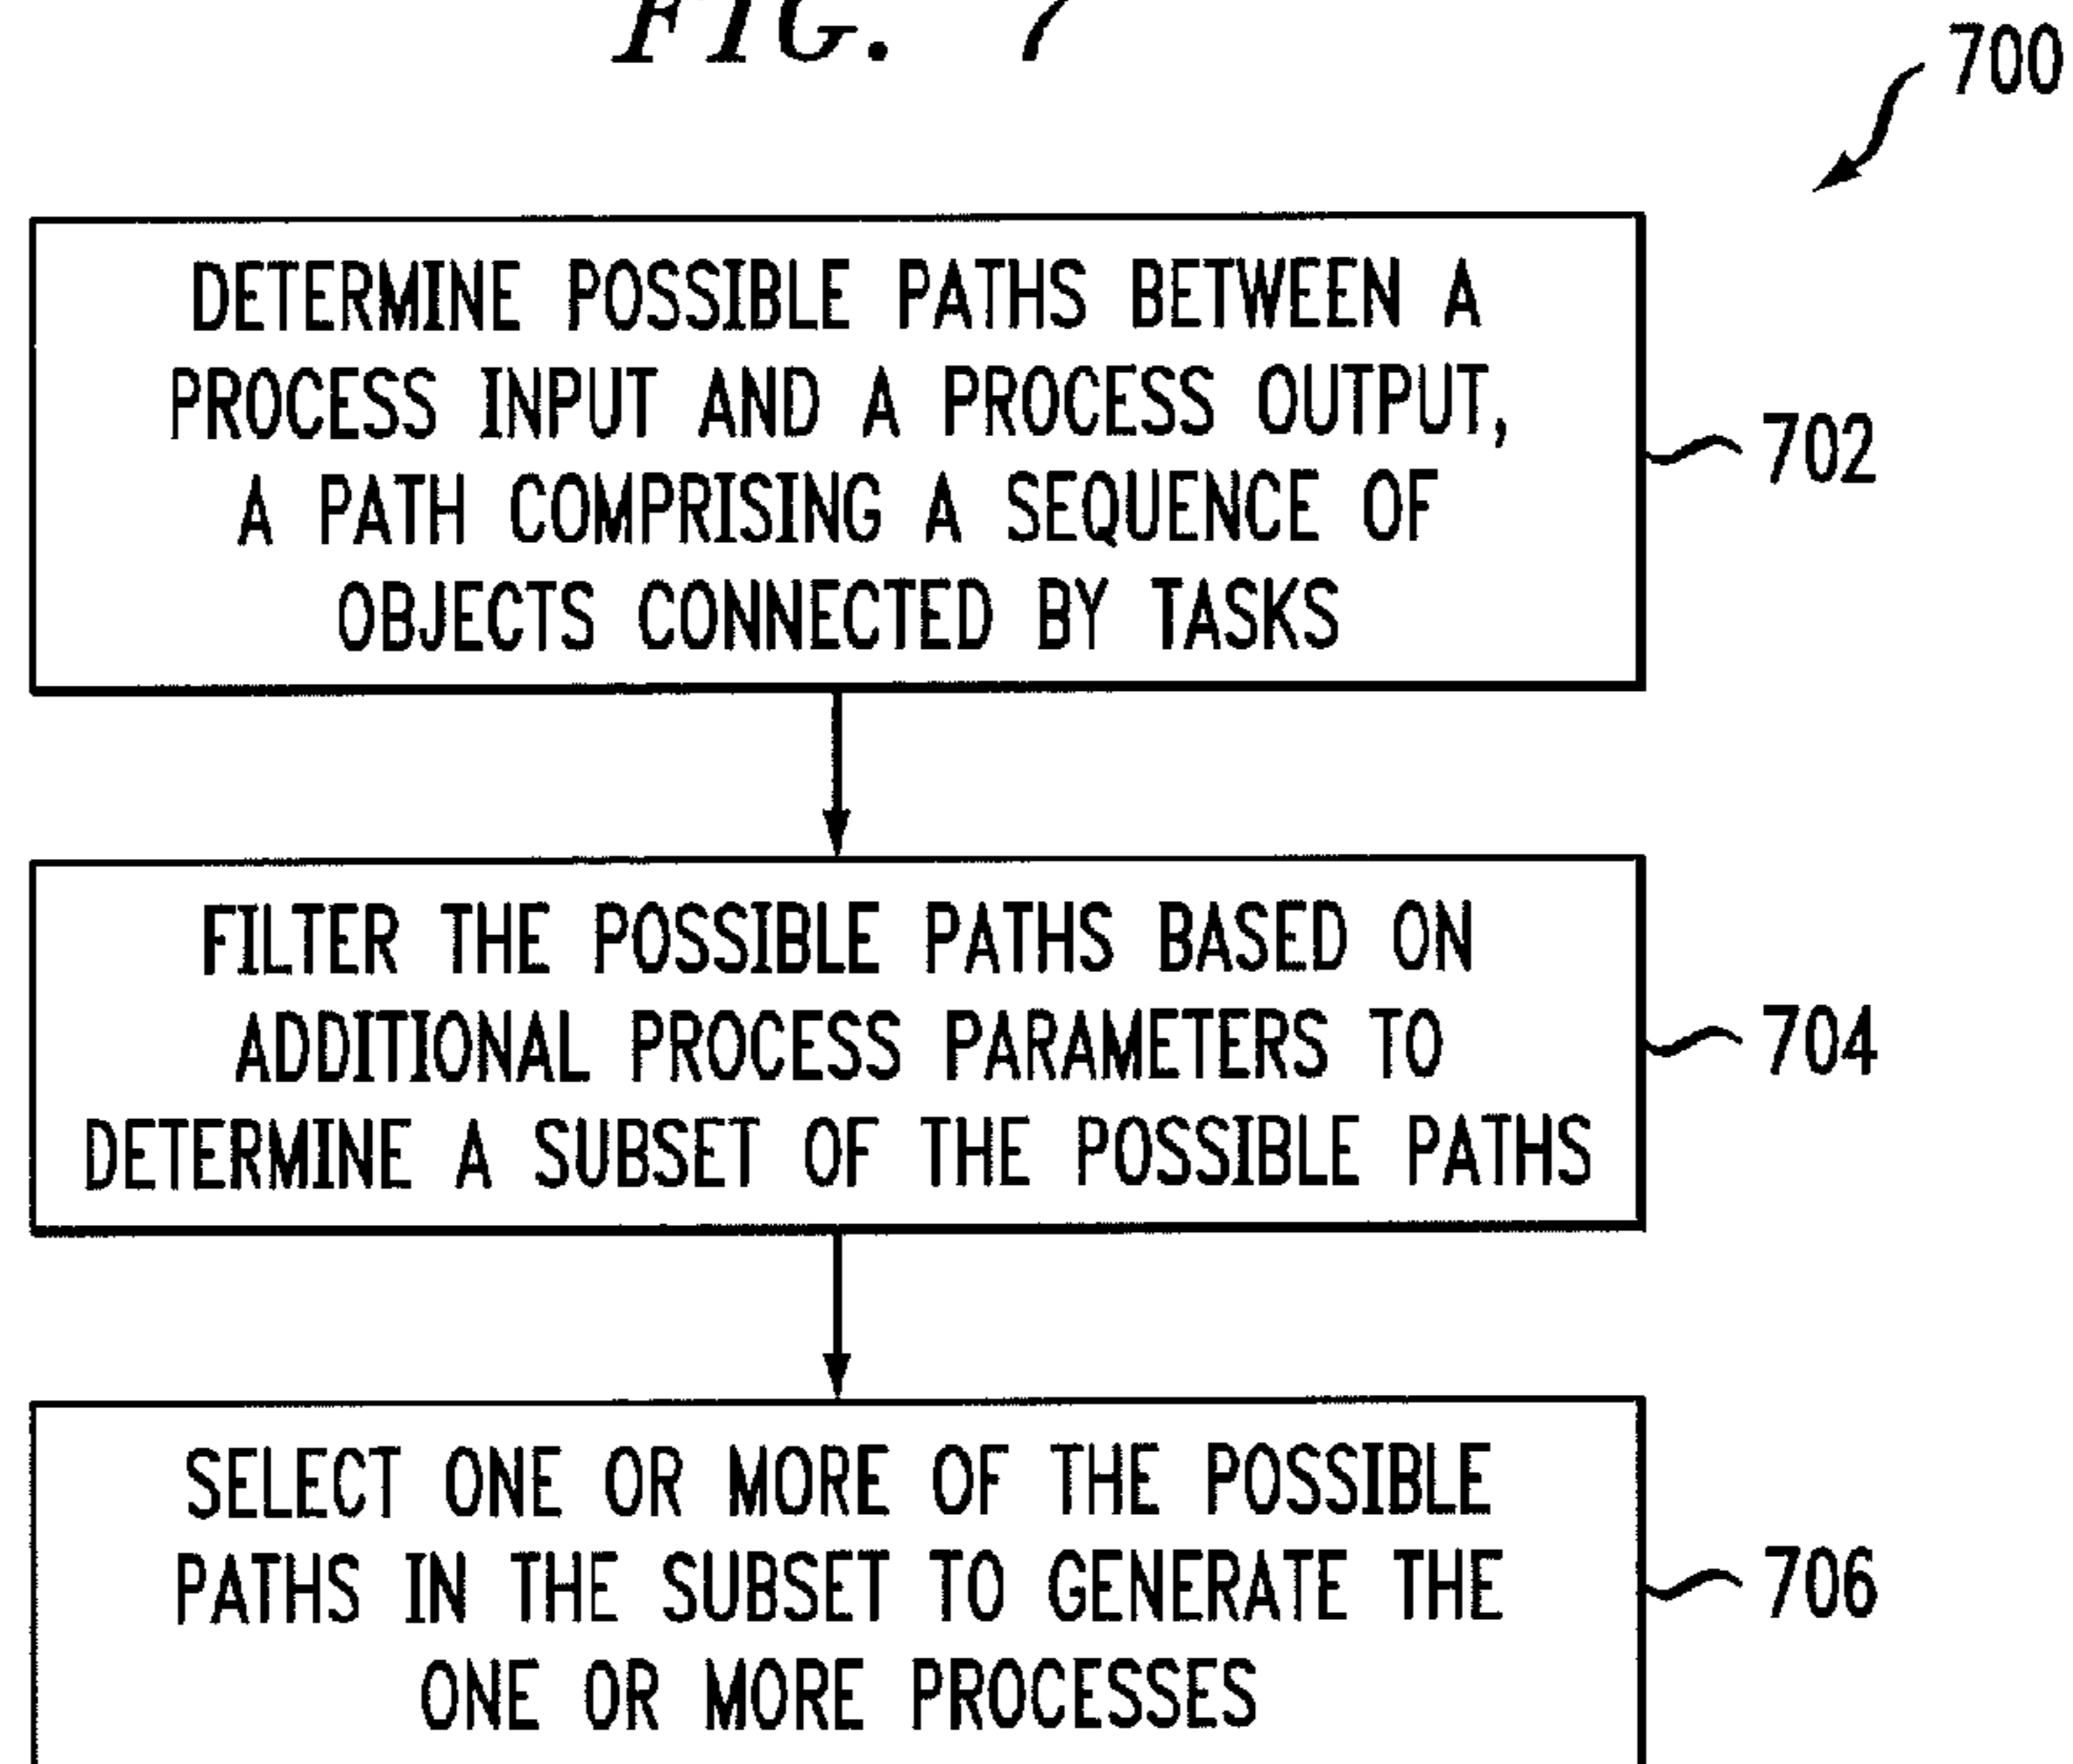 FIG. 7
700
DETERMINE POSSIBLE PATHS BETWEEN A
PROCESS INPUT AND A PROCESS OUTPUT,
A PATH COMPRISING A SEQUENCE OF
OBJECTS CONNECTED BY TASKS
702
FILTER THE POSSIBLE PATHS BASED ON
ADDITIONAL PROCESS PARAMETERS TO
DETERMINE A SUBSET OF THE POSSIBLE PATHS
704
SELECT ONE OR MORE OF THE POSSIBLE
PATHS IN THE SUBSET TO GENERATE THE
ONE OR MORE PROCESSES
706